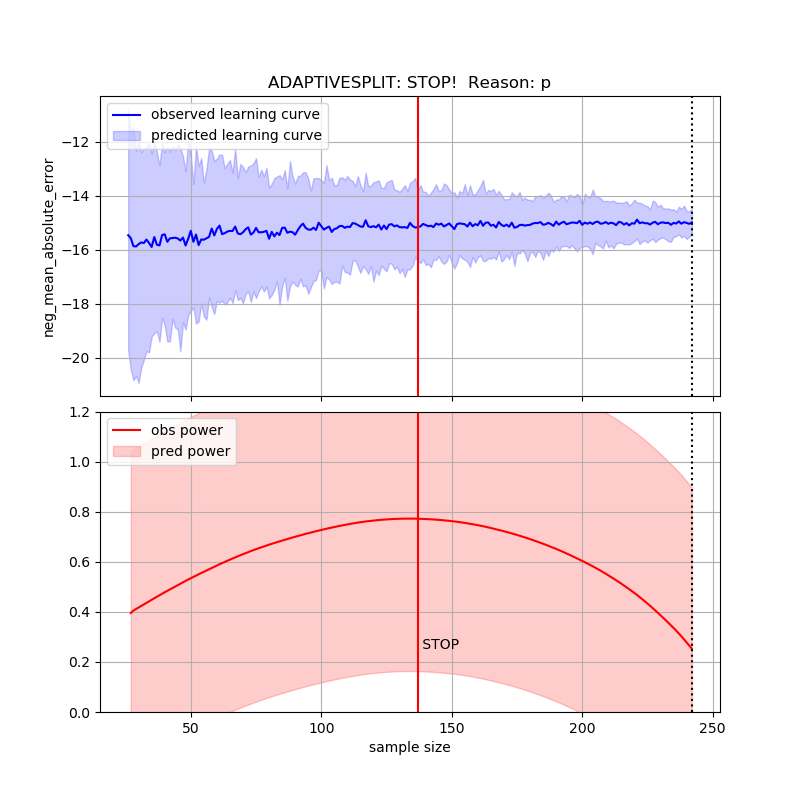 ADAPTIVESPLIT: STOP!  Reason: p
observed learning curve
predicted learning curve
neg_mean_absolute_error
−12
−14
−16
−18
−20
obs power
pred power
1.2
1.0
0.8
0.6
0.4
0.2
0.0
STOP
50 100 150 200 250
sample size